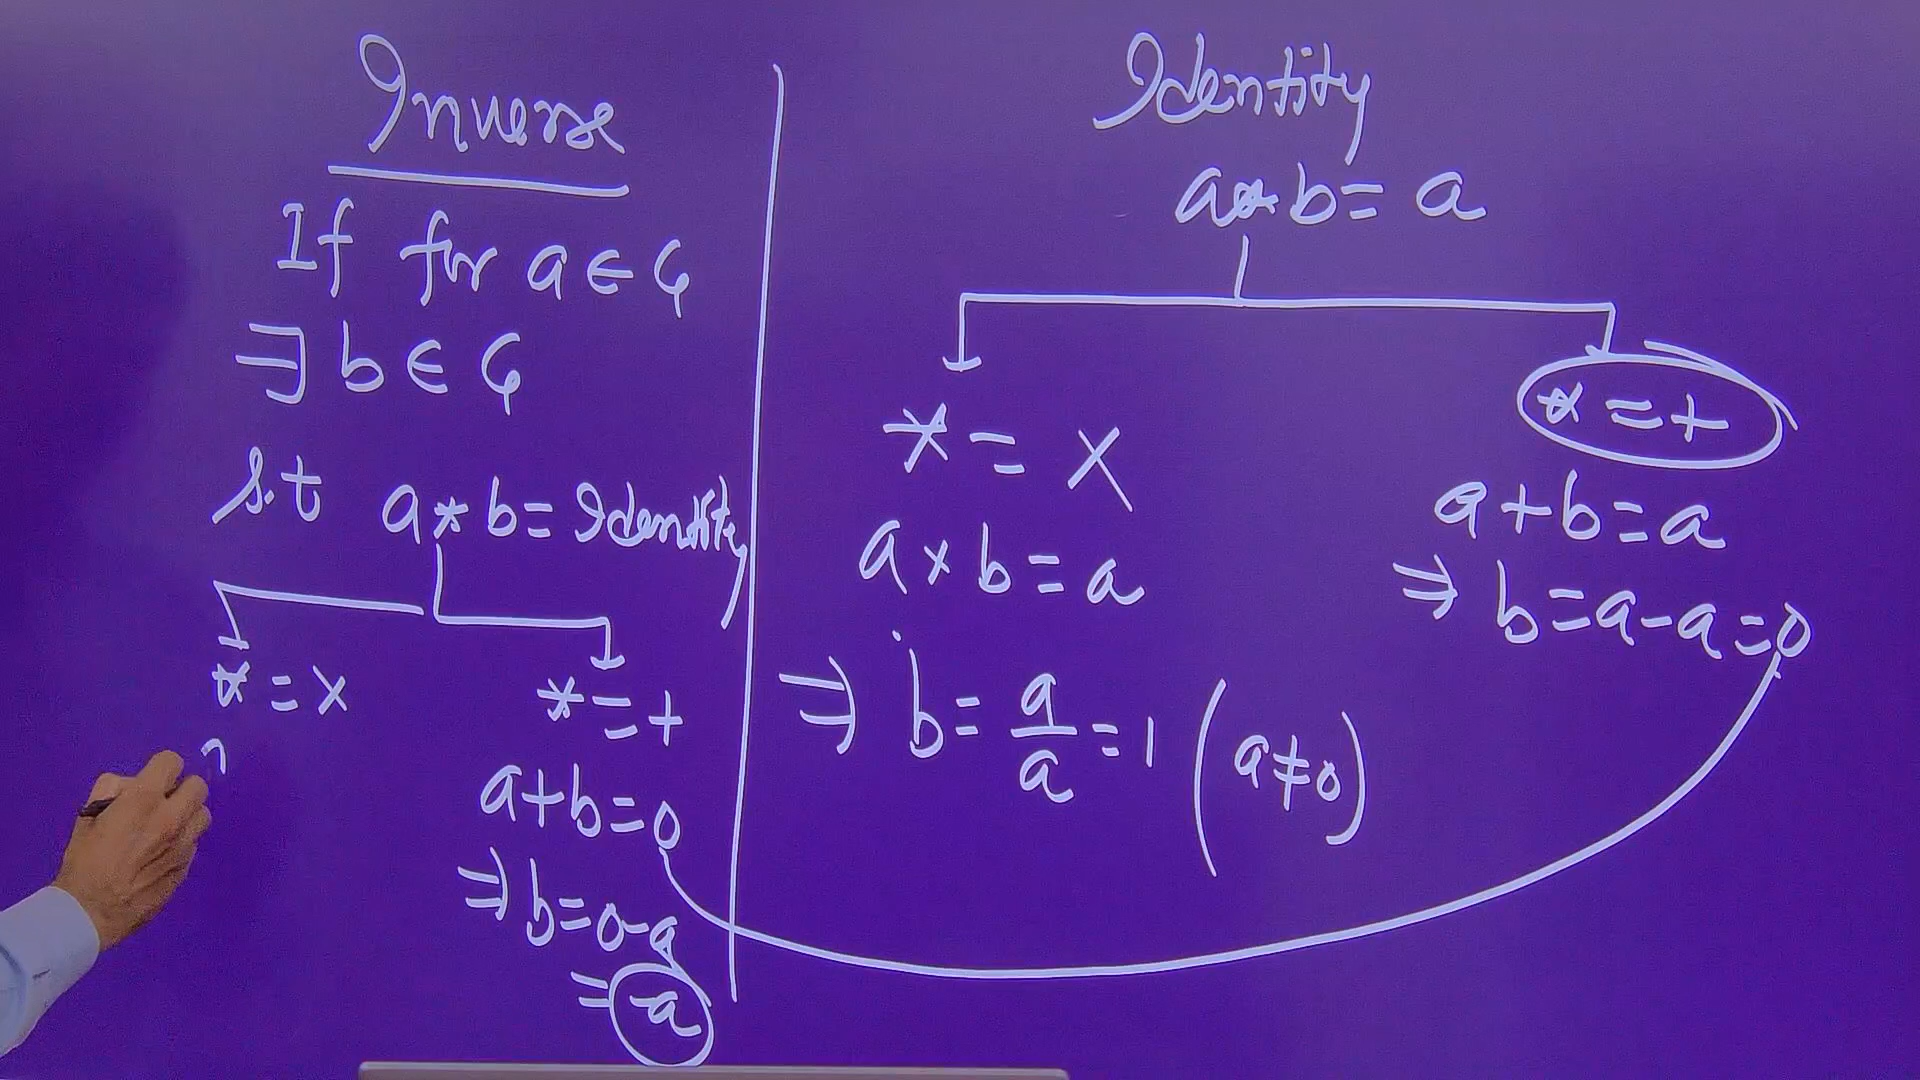 Inverse
If for a ∈ G
∃ b ∈ G
s.t a * b = Identity
* = ×
* = +
a + b = 0
⇒ b = 0 - a
= -a
Identity
a * b = a
* = ×
a × b = a
⇒ b = a/a = 1 (a ≠ 0)
* = +
a + b = a
⇒ b = a - a = 0